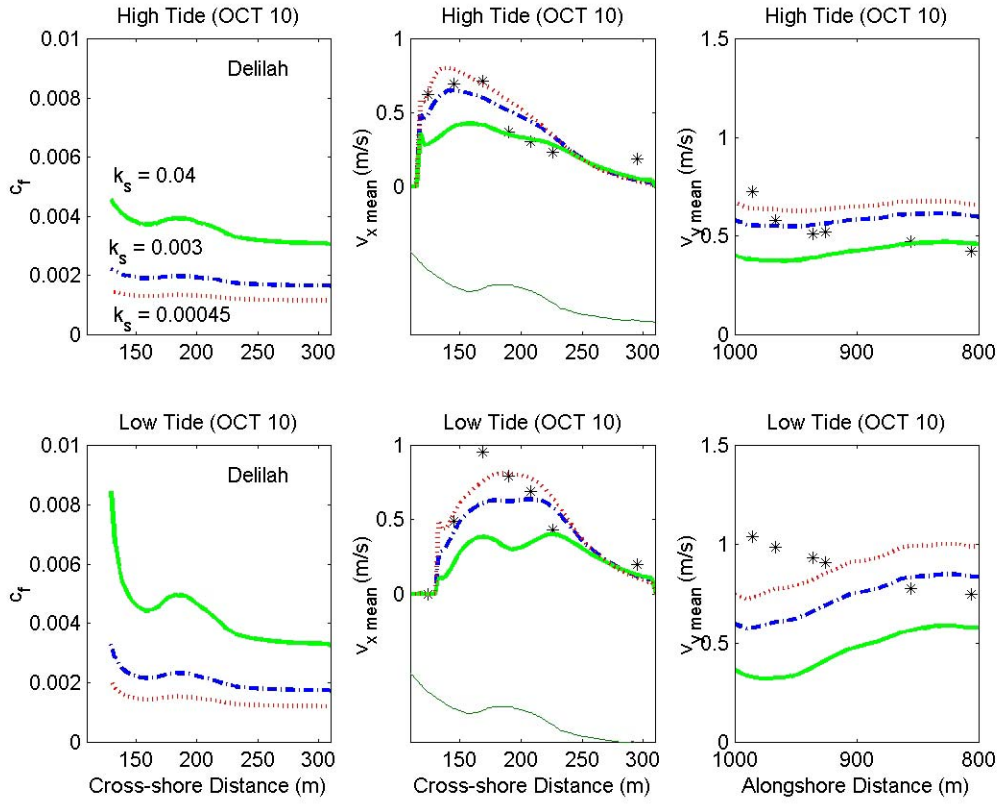 High Tide (OCT 10)
0.01
0.008
0.006
0.004
0.002
0
c_f
Delilah
k_s = 0.04
k_s = 0.003
k_s = 0.00045
150 200 250 300
High Tide (OCT 10)
1
0.5
0
v_x mean (m/s)
150 200 250 300
High Tide (OCT 10)
1.5
1
0.5
0
v_y mean (m/s)
1000 900 800
Low Tide (OCT 10)
0.01
0.008
0.006
0.004
0.002
0
c_f
Delilah
150 200 250 300
Cross-shore Distance (m)
Low Tide (OCT 10)
1
0.5
0
v_x mean (m/s)
150 200 250 300
Cross-shore Distance (m)
Low Tide (OCT 10)
1.5
1
0.5
0
v_y mean (m/s)
1000 900 800
Alongshore Distance (m)